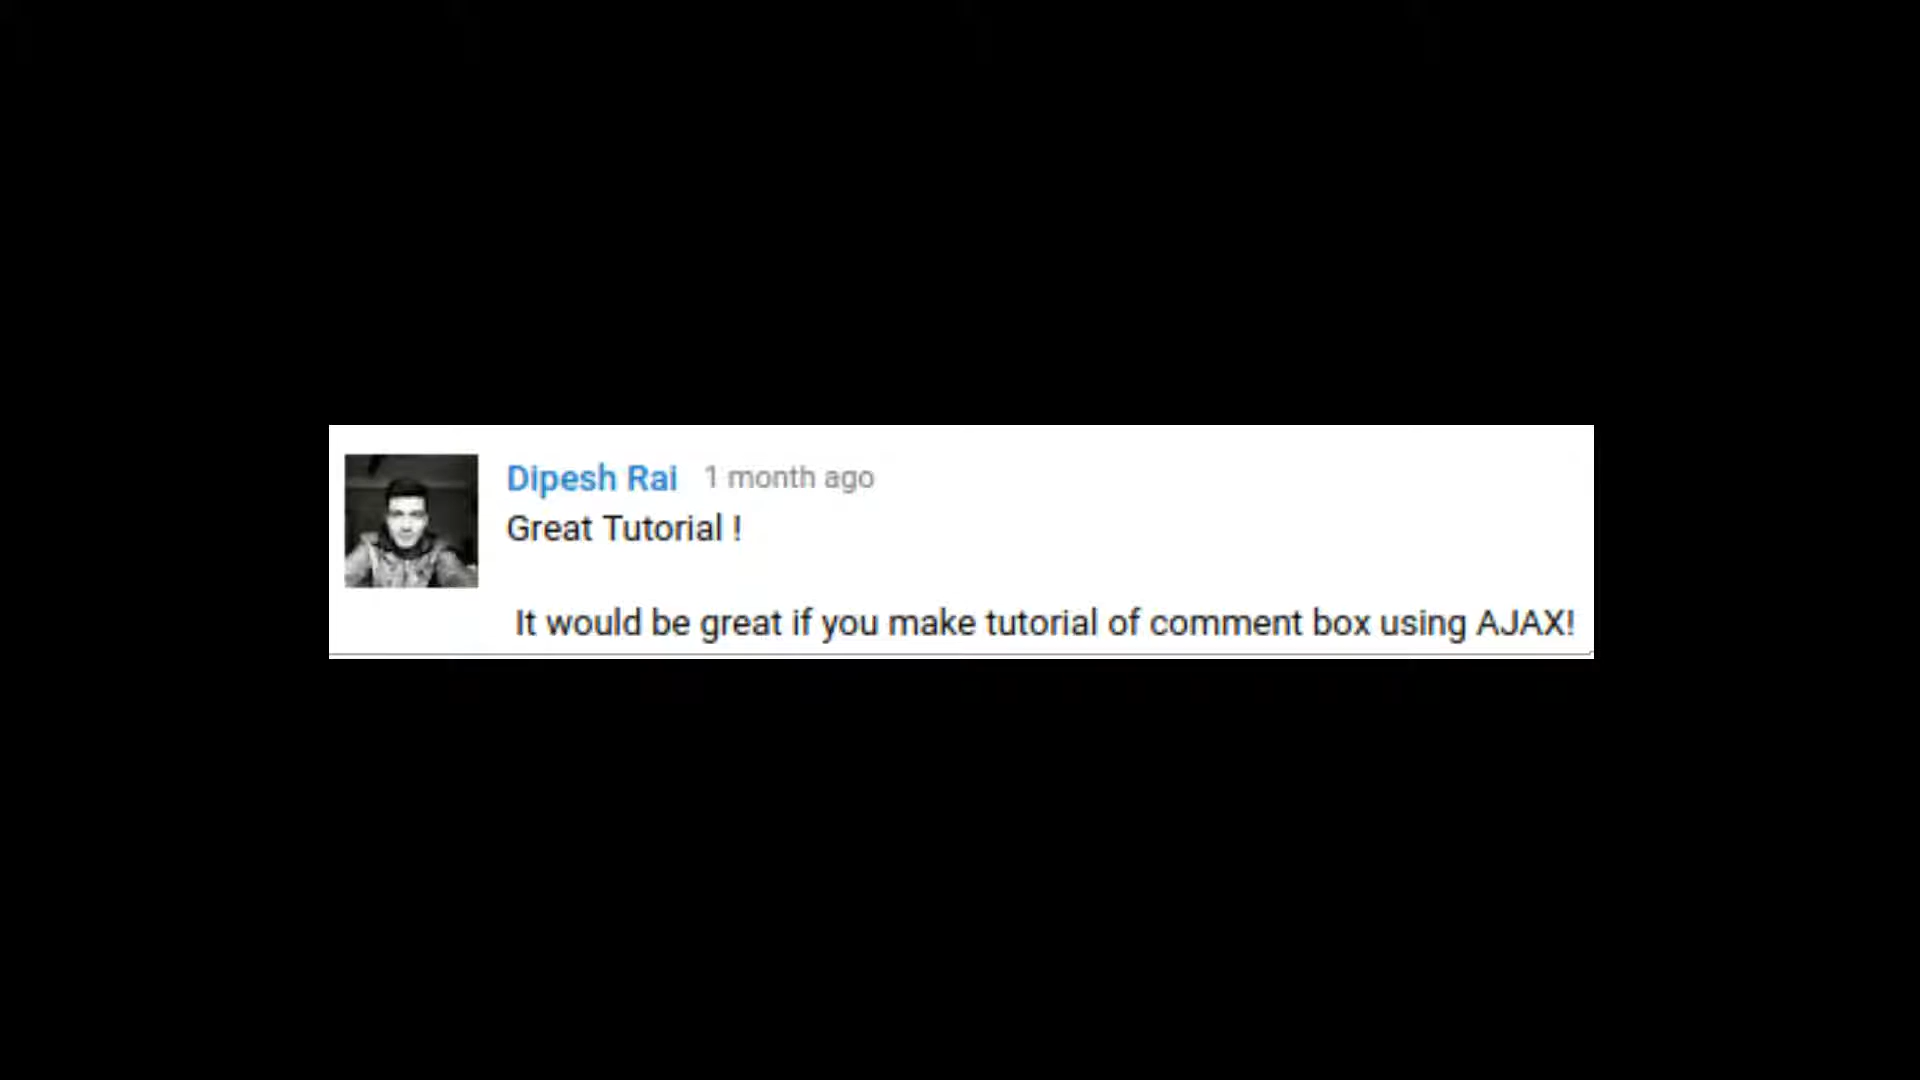 Dipesh Rai 1 month ago
Great Tutorial !
It would be great if you make tutorial of comment box using AJAX!